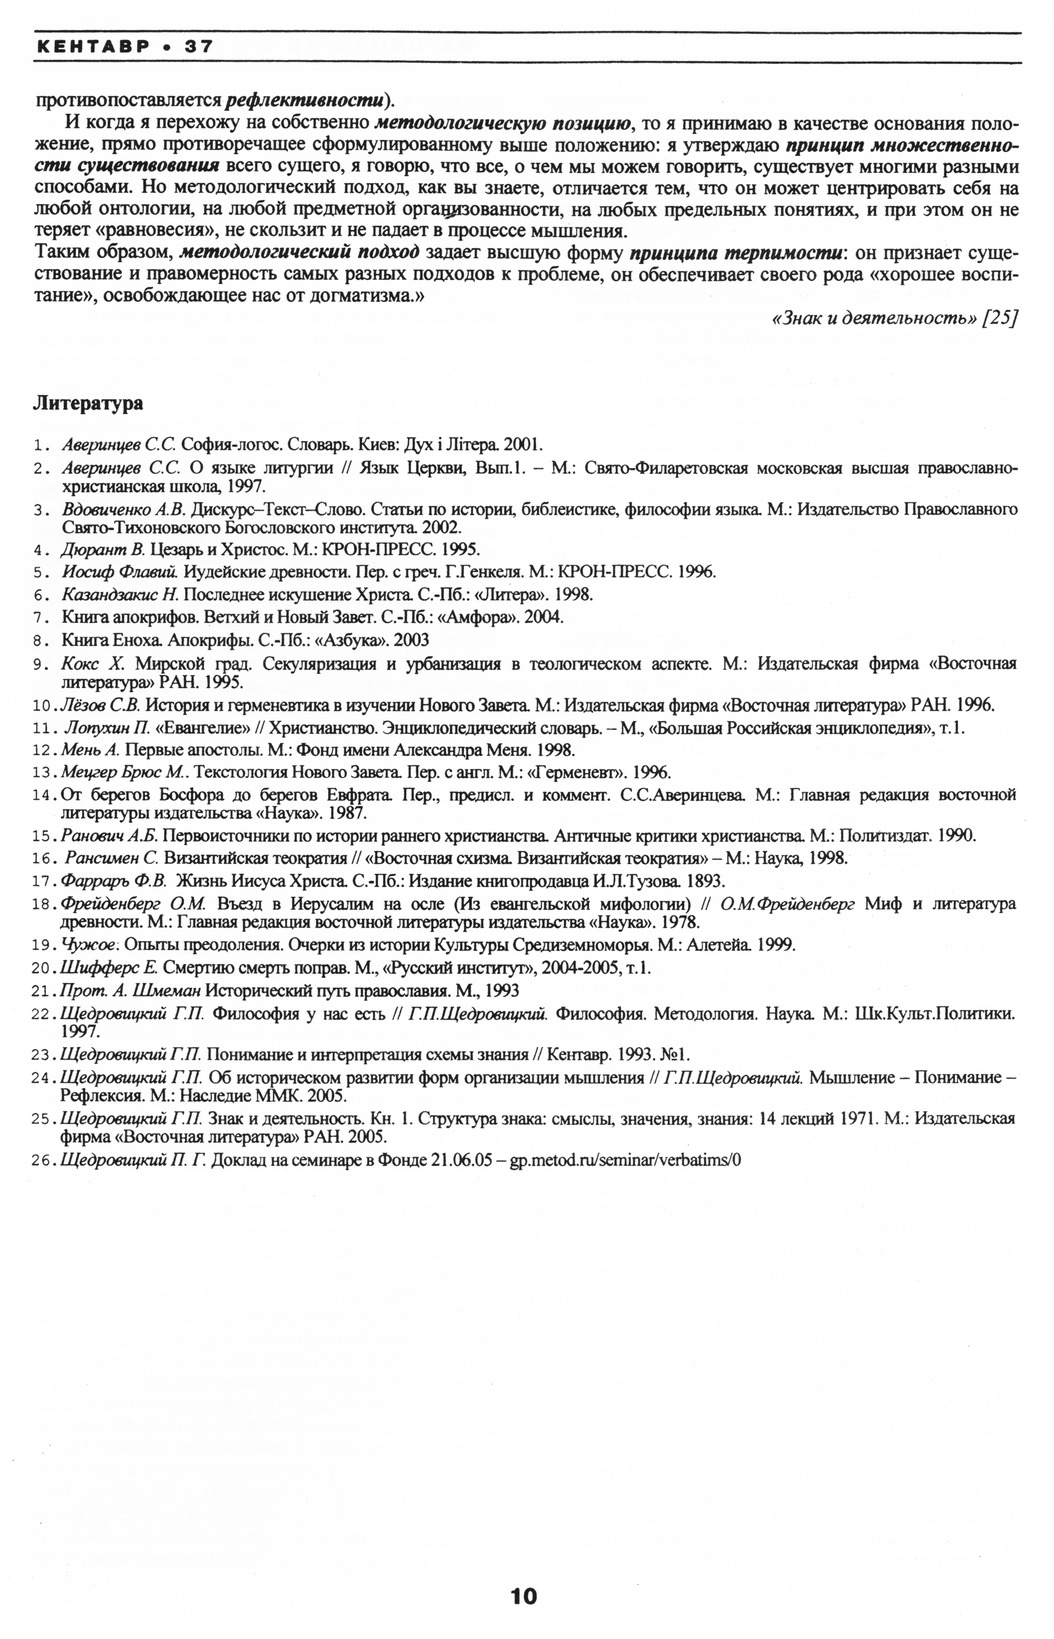 КЕНТАВР • 37
противопоставляется рефлективности).
И когда я перехожу на собственно методологическую позицию, то я принимаю в качестве основания поло-
жение, прямо противоречащее сформулированному выше положению: я утверждаю принцип множественно-
сти существования всего сущего, я говорю, что все, о чем мы можем говорить, существует многими разными
способами. Но методологический подход, как вы знаете, отличается тем, что он может центрировать себя на
любой онтологии, на любой предметной организованности, на любых предельных понятиях, и при этом он не
теряет «равновесия», не скользит и не падает в процессе мышления.
Таким образом, методологический подход задает высшую форму принципа терпимости: он признает суще-
ствование и правомерность самых разных подходов к проблеме, он обеспечивает своего рода «хорошее воспи-
тание», освобождающее нас от догматизма.»
«Знак и деятельность» [25]
Литература
1. Аверинцев С.С. София-логос. Словарь. Киев: Дух і Літера. 2001.
2. Аверинцев С.С. О языке литургии // Язык Церкви, Вып.1. – М.: Свято-Филаретовская московская высшая православно-
христианская школа, 1997.
3. Вдовиченко А.В. Дискурс–Текст–Слово. Статьи по истории, библеистике, философии языка. М.: Издательство Православного
Свято-Тихоновского Богословского института. 2002.
4. Дюрант В. Цезарь и Христос. М.: КРОН-ПРЕСС. 1995.
5. Иосиф Флавий. Иудейские древности. Пер. с греч. Г.Генкеля. М.: КРОН-ПРЕСС. 1996.
6. Казандзакис Н. Последнее искушение Христа. С.-Пб.: «Литера». 1998.
7. Книга апокрифов. Ветхий и Новый Завет. С.-Пб.: «Амфора». 2004.
8. Книга Еноха. Апокрифы. С.-Пб.: «Азбука». 2003
9. Кокс Х. Мирской град. Секуляризация и урбанизация в теологическом аспекте. М.: Издательская фирма «Восточная
литература» РАН. 1995.
10. Лёзов С.В. История и герменевтика в изучении Нового Завета. М.: Издательская фирма «Восточная литература» РАН. 1996.
11. Лопухин П. «Евангелие» // Христианство. Энциклопедический словарь. – М., «Большая Российская энциклопедия», т.1.
12. Мень А. Первые апостолы. М.: Фонд имени Александра Меня. 1998.
13. Мецгер Брюс М.. Текстология Нового Завета. Пер. с англ. М.: «Герменевт». 1996.
14. От берегов Босфора до берегов Евфрата. Пер., предисл. и коммент. С.С.Аверинцева. М.: Главная редакция восточной
литературы издательства «Наука». 1987.
15. Ранович А.Б. Первоисточники по истории раннего христианства. Античные критики христианства. М.: Политиздат. 1990.
16. Рансимен С. Византийская теократия // «Восточная схизма. Византийская теократия» – М.: Наука, 1998.
17. Фарраръ Ф.В. Жизнь Иисуса Христа. С.-Пб.: Издание книгопродавца И.Л.Тузова. 1893.
18. Фрейденберг О.М. Въезд в Иерусалим на осле (Из евангельской мифологии) // О.М.Фрейденберг Миф и литература
древности. М.: Главная редакция восточной литературы издательства «Наука». 1978.
19. Чужое: Опыты преодоления. Очерки из истории Культуры Средиземноморья. М.: Алетейа. 1999.
20. Шифферс Е. Смертию смерть поправ. М., «Русский институт», 2004-2005, т.1.
21. Прот. А. Шмеман Исторический путь православия. М., 1993
22. Щедровицкий Г.П. Философия у нас есть // Г.П.Щедровицкий. Философия. Методология. Наука. М.: Шк.Культ.Политики.
1997.
23. Щедровицкий Г.П. Понимание и интерпретация схемы знания // Кентавр. 1993. №1.
24. Щедровицкий Г.П. Об историческом развитии форм организации мышления // Г.П.Щедровицкий. Мышление – Понимание –
Рефлексия. М.: Наследие ММК. 2005.
25. Щедровицкий Г.П. Знак и деятельность. Кн. 1. Структура знака: смыслы, значения, знания: 14 лекций 1971. М.: Издательская
фирма «Восточная литература» РАН. 2005.
26. Щедровицкий П. Г. Доклад на семинаре в Фонде 21.06.05 – gp.metod.ru/seminar/verbatims/0
10